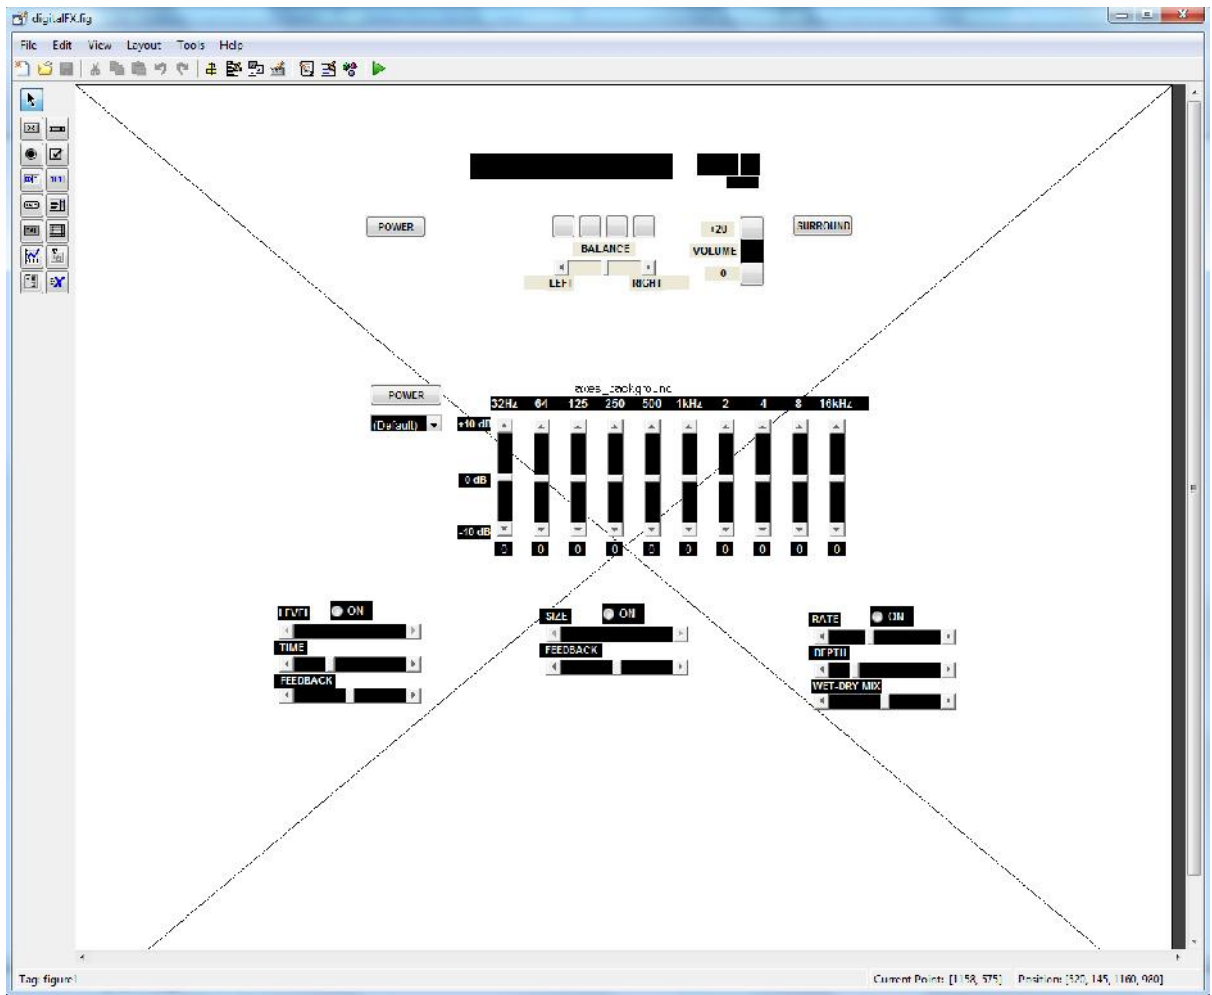 digitalFX.fig
File Edit View Layout Tools Help
POWER +20 SURROUND
BALANCE VOLUME
0
LEFT RIGHT
axes_background
POWER
32Hz 64 125 250 500 1kHz 2 4 8 16kHz
(Default) +10 dB
0 dB
-10 dB
0 0 0 0 0 0 0 0 0 0
LEVEL ON SIZE ON RATE ON
TIME FEEDBACK DEPTH
FEEDBACK WET-DRY MIX
Tag: figure1 Current Point: [1158, 575] Position: [520, 145, 1160, 980]